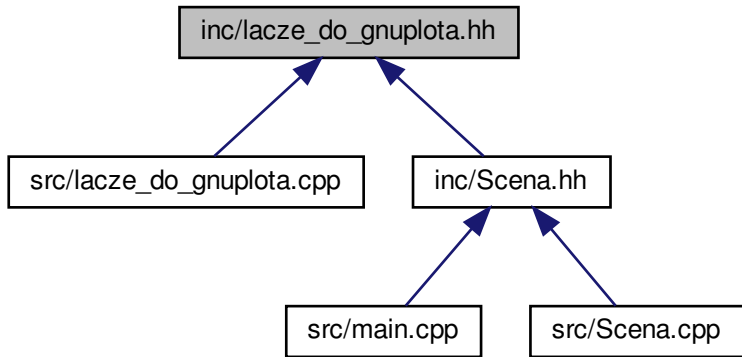 inc/lacze_do_gnuplota.hh
src/lacze_do_gnuplota.cpp
inc/Scena.hh
src/main.cpp
src/Scena.cpp